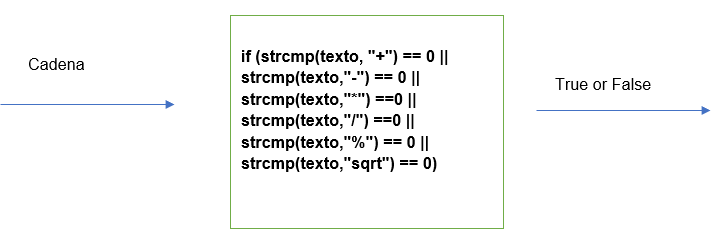 Cadena
if (strcmp(texto, "+") == 0 ||
strcmp(texto,"-") == 0 ||
strcmp(texto,"*") ==0 ||
strcmp(texto,"/") ==0 ||
strcmp(texto,"%") == 0 ||
strcmp(texto,"sqrt") == 0)
True or False